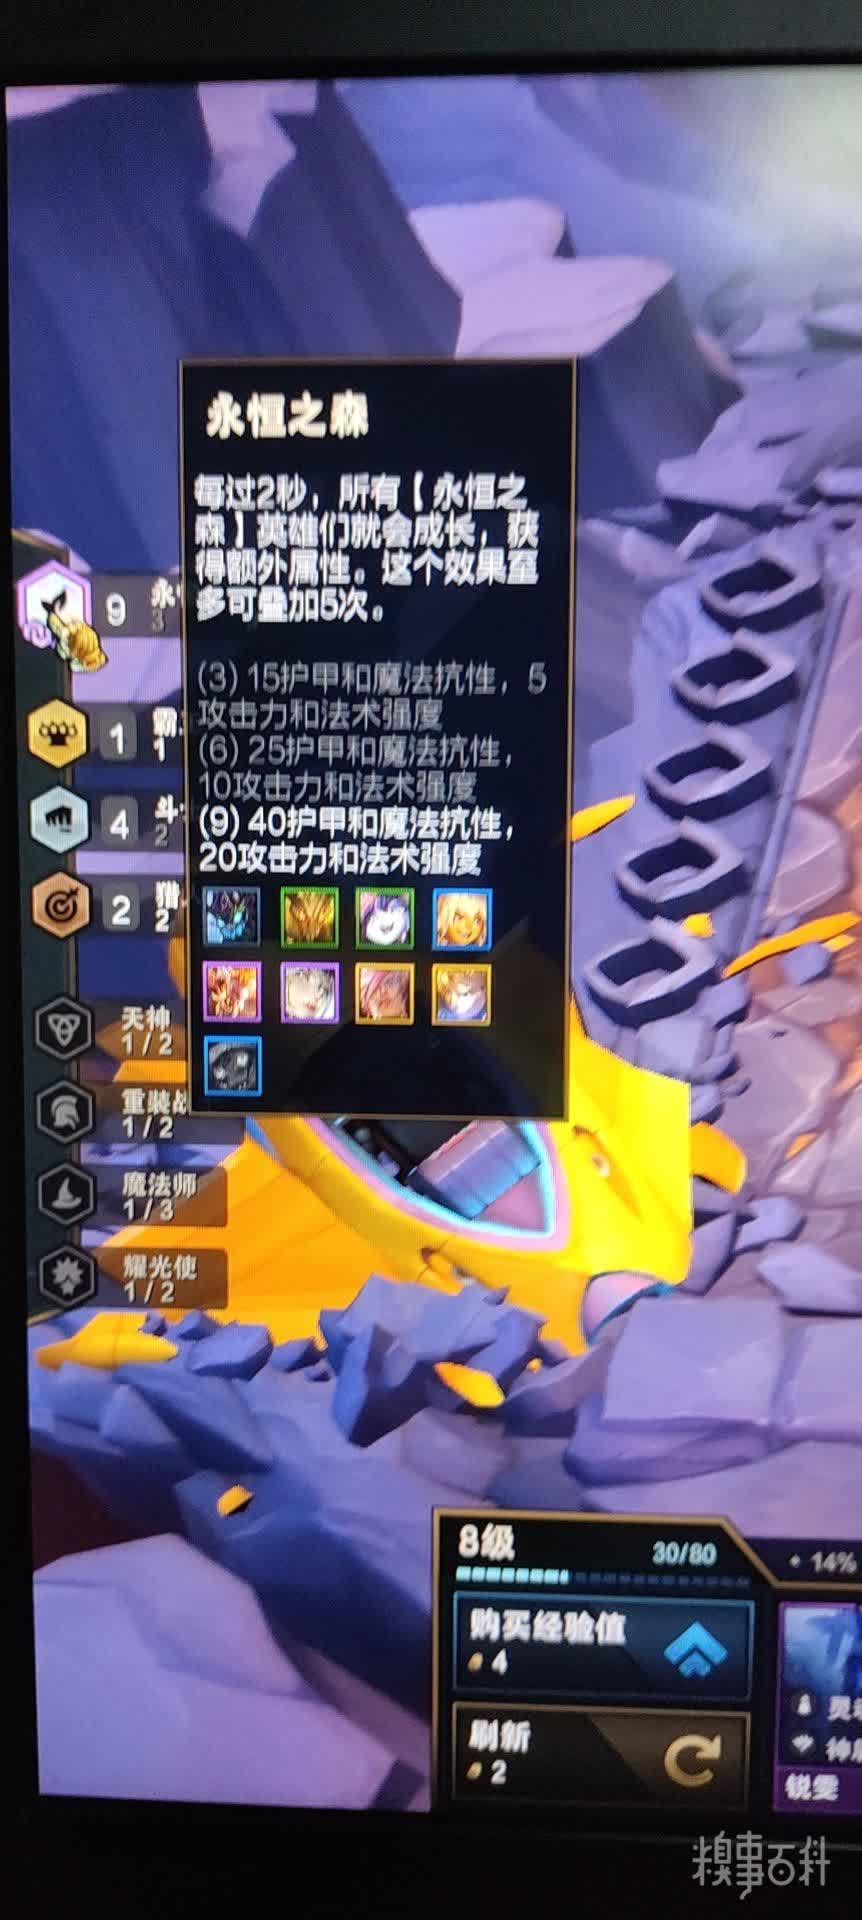 永恒之森
每过2秒，所有【永恒之
森】英雄们就会成长，获
得额外属性。这个效果至
多可叠加5次。
(3) 15护甲和魔法抗性，5
攻击力和法术强度
(6) 25护甲和魔法抗性，
10攻击力和法术强度
(9) 40护甲和魔法抗性，
20攻击力和法术强度
9
永
3
1
霸
1
4
斗
2
2
猎
2
天神
1 / 2
重装战
1 / 2
魔法师
1 / 3
耀光使
1 / 2
8级
30/80
14%
购买经验值
4
刷新
2
灵
神
锐雯
糗事百科